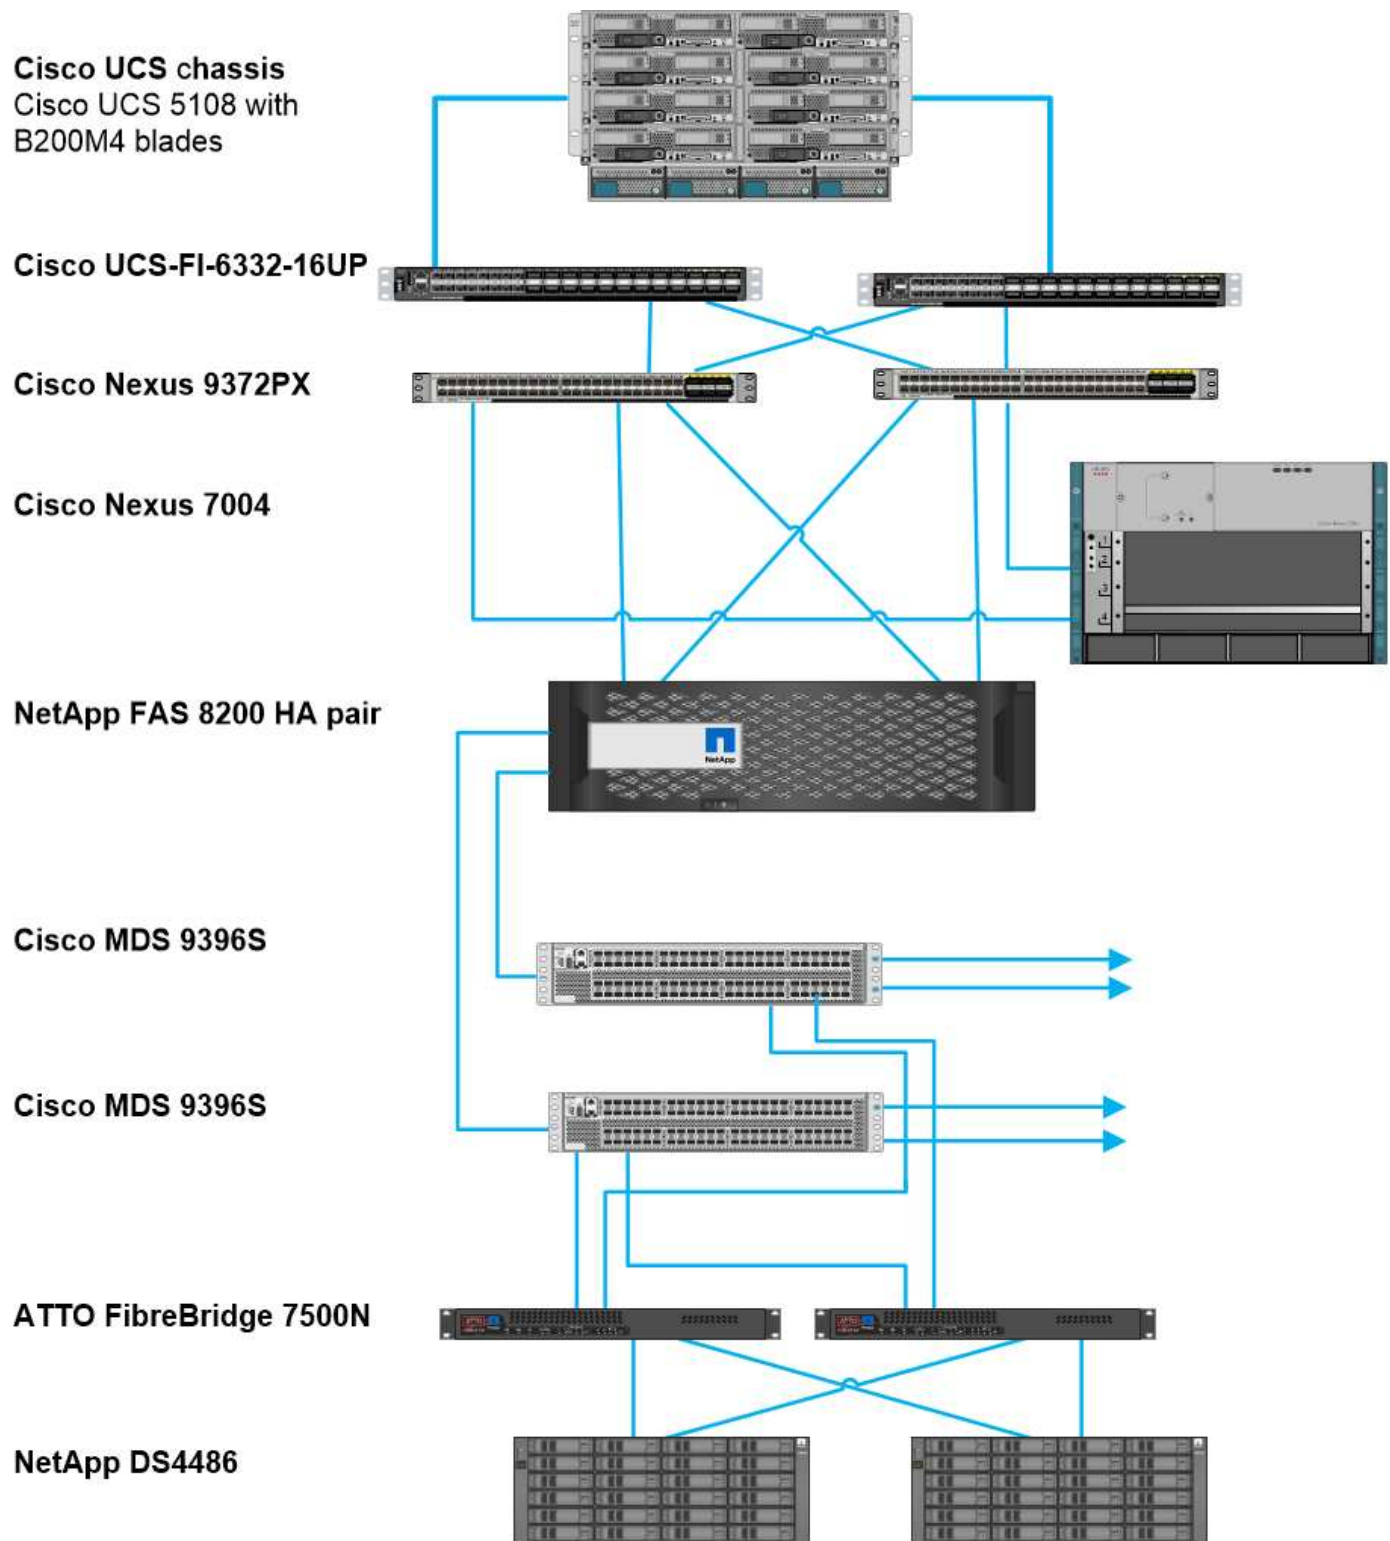 Cisco UCS chassis
Cisco UCS 5108 with
B200M4 blades
Cisco UCS-FI-6332-16UP
Cisco Nexus 9372PX
Cisco Nexus 7004
NetApp FAS 8200 HA pair
NetApp
Cisco MDS 9396S
Cisco MDS 9396S
ATTO FibreBridge 7500N
NetApp DS4486